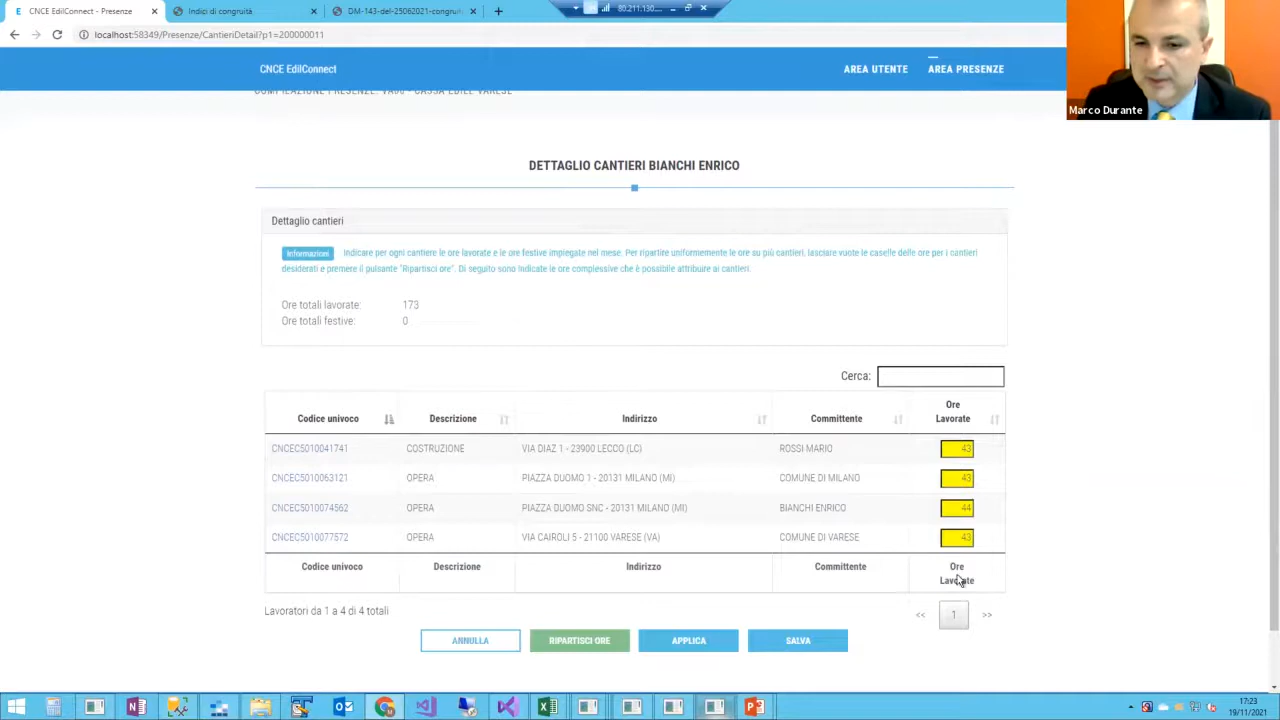 CNCE EdilConnect - Presenze
Indici di congruità
DM-143-del-25062021-congruit
80.211.130....
localhost:58349/Presenze/CantieriDetail?p1=200000011
CNCE EdilConnect
AREA UTENTE
AREA PRESENZE
Marco Durante
DETTAGLIO CANTIERI BIANCHI ENRICO
Dettaglio cantieri
Informazioni Indicare per ogni cantiere le ore lavorate e le ore festive impiegate nel mese. Per ripartire uniformemente le ore su più cantieri, lasciare vuote le caselle delle ore per i cantieri
desiderati e premere il pulsante "Ripartisci ore". Di seguito sono indicate le ore complessive che è possibile attribuire ai cantieri.
Ore totali lavorate: 173
Ore totali festive: 0
Cerca:
Codice univoco Descrizione Indirizzo Committente Ore Lavorate
CNCEC5010041741 COSTRUZIONE VIA DIAZ 1 - 23900 LECCO (LC) ROSSI MARIO 43
CNCEC5010063121 OPERA PIAZZA DUOMO 1 - 20131 MILANO (MI) COMUNE DI MILANO 43
CNCEC5010074562 OPERA PIAZZA DUOMO SNC - 20131 MILANO (MI) BIANCHI ENRICO 44
CNCEC5010077572 OPERA VIA CAIROLI 5 - 21100 VARESE (VA) COMUNE DI VARESE 43
Codice univoco Descrizione Indirizzo Committente Ore Lavorate
Lavoratori da 1 a 4 di 4 totali
<< 1 >>
ANNULLA RIPARTISCI ORE APPLICA SALVA
17:23
19/11/2021